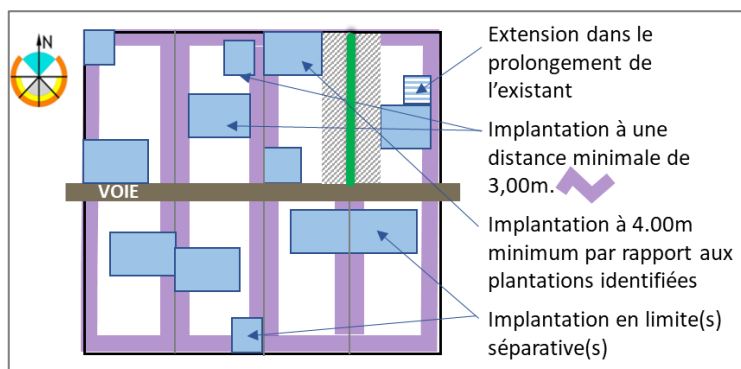 N
Extension dans le
prolongement de
l’existant
Implantation à une
distance minimale de
3,00m.
VOIE
Implantation à 4.00m
minimum par rapport aux
plantations identifiées
Implantation en limite(s)
séparative(s)